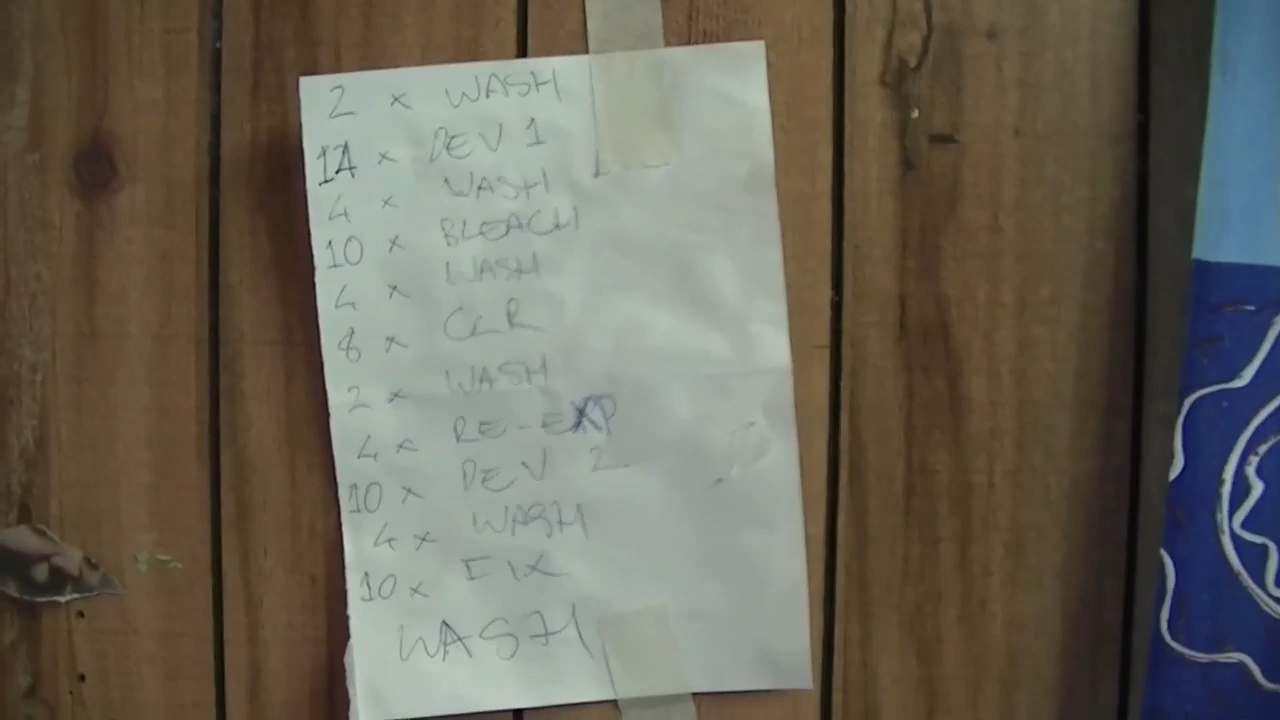 2 x WASH
14 x DEV 1
4 x WASH
10 x BLEACH
4 x WASH
8 x CLR
2 x WASH
4 x RE-EXP
10 x DEV 2
4 x WASH
10 x FIX
WASH